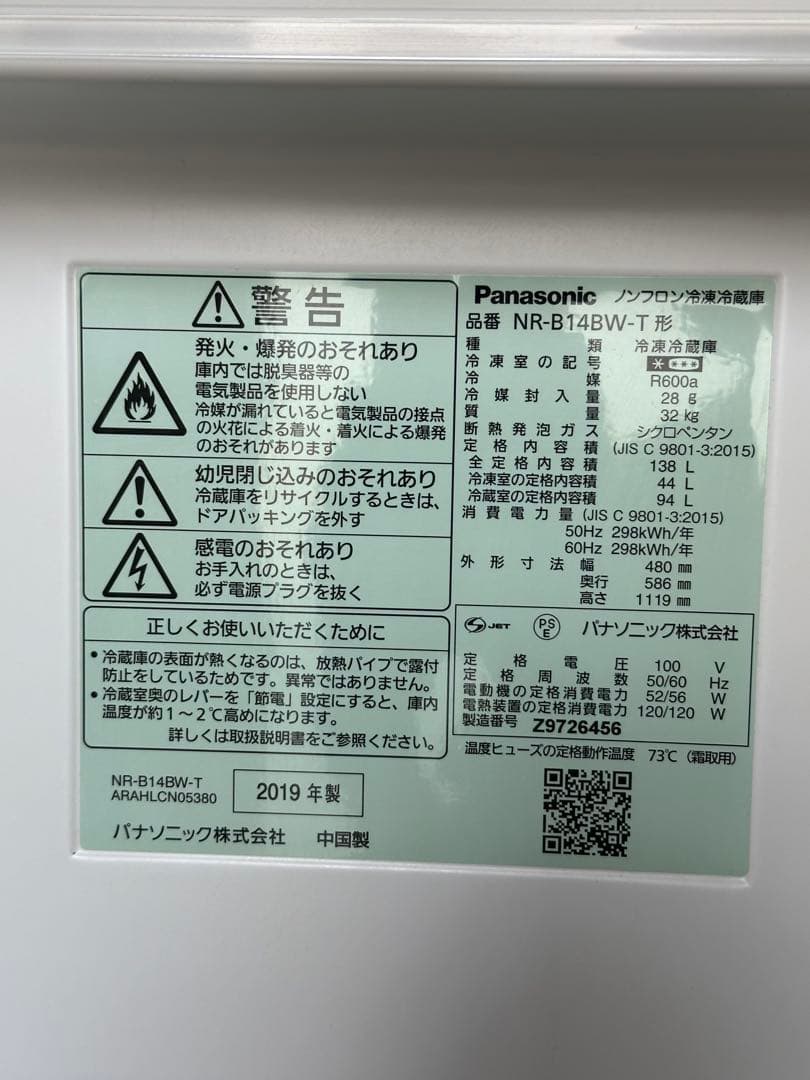 警告
発火・爆発のおそれあり
庫内では脱臭器等の
電気製品を使用しない
冷媒が漏れていると電気製品の接点
の火花による着火・着火による爆発
のおそれがあります
幼児閉じ込みのおそれあり
冷蔵庫をリサイクルするときは、
ドアパッキングを外す
感電のおそれあり
お手入れのときは、
必ず電源プラグを抜く
正しくお使いいただくために
・冷蔵庫の表面が熱くなるのは、放熱パイプで露付
防止をしているためです。異常ではありません。
・冷蔵室奥のレバーを「節電」設定にすると、庫内
温度が約1～2℃高めになります。
詳しくは取扱説明書をご参照ください。
NR-B14BW-T
ARAHLCN05380
2019 年製
パナソニック株式会社 中国製
Panasonic ノンフロン冷凍冷蔵庫
品番 NR-B14BW-T 形
種類 冷凍冷蔵庫
冷凍室の記号 * ***
冷媒 R600a
冷媒封入量 28 g
質量 32 kg
断熱発泡ガス シクロペンタン
定格内容積 (JIS C 9801-3:2015)
全定格内容積 138 L
冷凍室の定格内容積 44 L
冷蔵室の定格内容積 94 L
消費電力量 (JIS C 9801-3:2015)
50Hz 298kWh/年
60Hz 298kWh/年
外形寸法 幅 480 mm
奥行 586 mm
高さ 1119 mm
S JET PSE パナソニック株式会社
定格電圧 100 V
定格周波数 50/60 Hz
電動機の定格消費電力 52/56 W
電熱装置の定格消費電力 120/120 W
製造番号 Z9726456
温度ヒューズの定格動作温度 73℃ (霜取用)